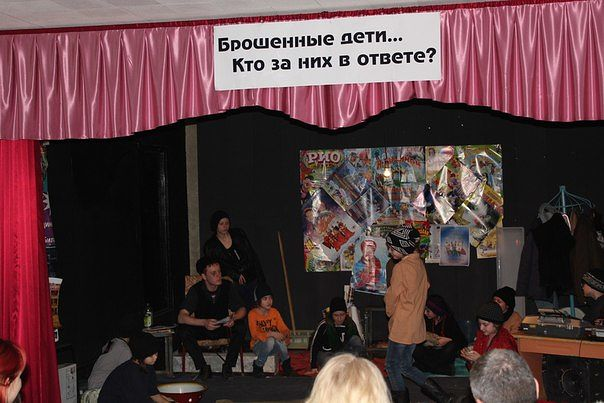 Брошенные дети...
Кто за них в ответе?
РИО